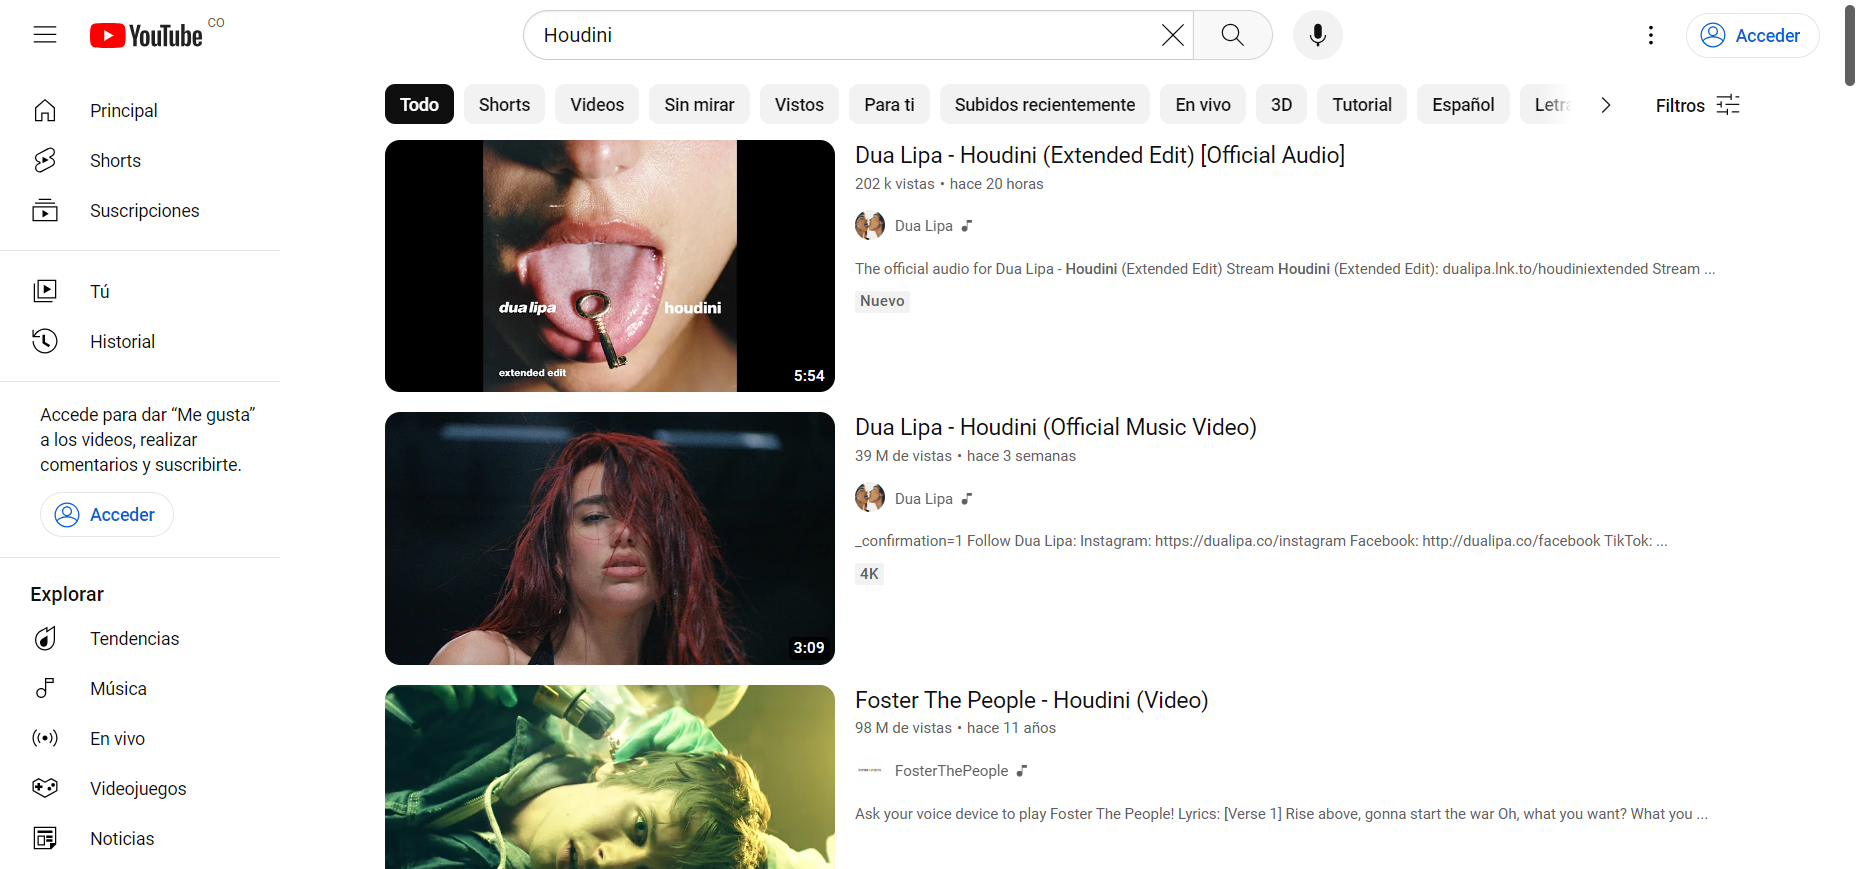 YouTube CO
Houdini
Acceder
Principal
Shorts
Suscripciones
Tú
Historial
Accede para dar “Me gusta”
a los videos, realizar
comentarios y suscribirte.
Acceder
Explorar
Tendencias
Música
En vivo
Videojuegos
Noticias
Todo Shorts Videos Sin mirar Vistos Para ti Subidos recientemente En vivo 3D Tutorial Español Filtros
dua lipa houdini
extended edit
5:54
Dua Lipa - Houdini (Extended Edit) [Official Audio]
202 k vistas • hace 20 horas
Dua Lipa
The official audio for Dua Lipa - Houdini (Extended Edit) Stream Houdini (Extended Edit): dualipa.lnk.to/houdiniextended Stream ...
Nuevo
3:09
Dua Lipa - Houdini (Official Music Video)
39 M de vistas • hace 3 semanas
Dua Lipa
_confirmation=1 Follow Dua Lipa: Instagram: https://dualipa.co/instagram Facebook: http://dualipa.co/facebook TikTok: ...
4K
Foster The People - Houdini (Video)
98 M de vistas • hace 11 años
FosterThePeople
Ask your voice device to play Foster The People! Lyrics: [Verse 1] Rise above, gonna start the war Oh, what you want? What you ...